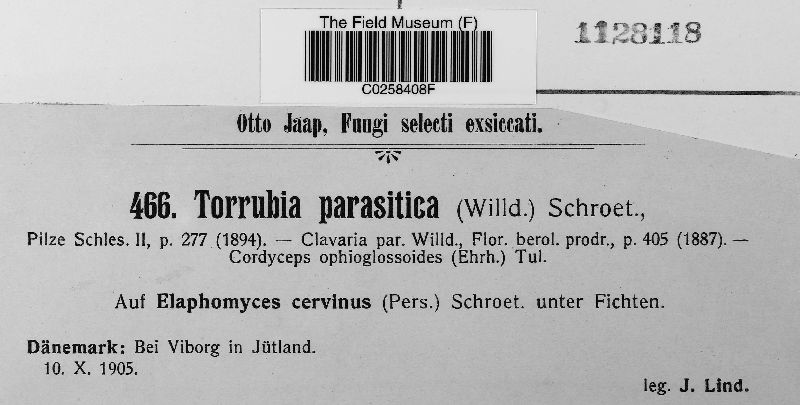 The Field Museum (F)
1128118
C0258408F
Otto Jaap, Fungi selecti exsiccati.
466. Torrubia parasitica (Willd.) Schroet.,
Pilze Schles. II, p. 277 (1894). — Clavaria par. Willd., Flor. berol. prodr., p. 405 (1887). —
Cordyceps ophioglossoides (Ehrh.) Tul.
Auf Elaphomyces cervinus (Pers.) Schroet. unter Fichten.
Dänemark: Bei Viborg in Jütland.
10. X. 1905.
leg. J. Lind.